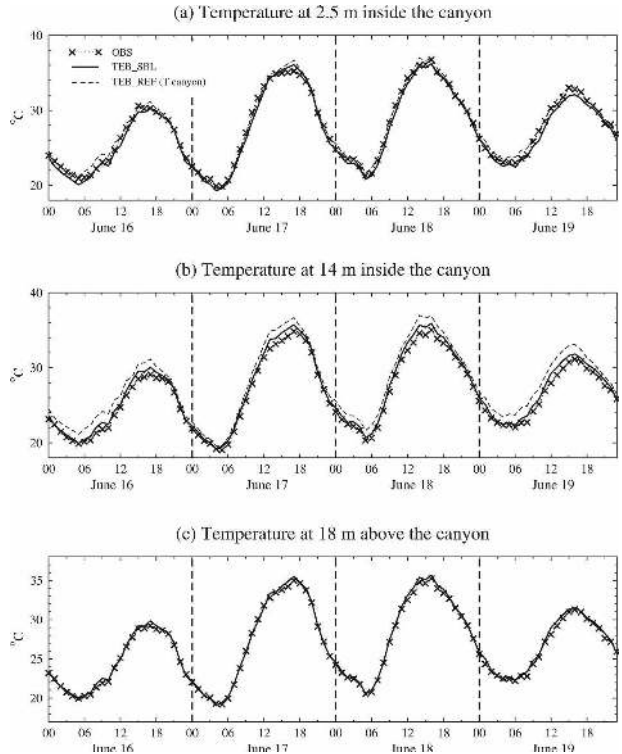 (a) Temperature at 2.5 m inside the canyon
40
OBS
TEB_SBL
TEB_REF (T canyon)
30
°C
20
00 06 12 18 00 06 12 18 00 06 12 18 00 06 12 18
June 16 June 17 June 18 June 19
(b) Temperature at 14 m inside the canyon
40
°C
30
20
00 06 12 18 00 06 12 18 00 06 12 18 00 06 12 18
June 16 June 17 June 18 June 19
(c) Temperature at 18 m above the canyon
35
30
°C
25
20
00 06 12 18 00 06 12 18 00 06 12 18 00 06 12 18
June 16 June 17 June 18 June 19